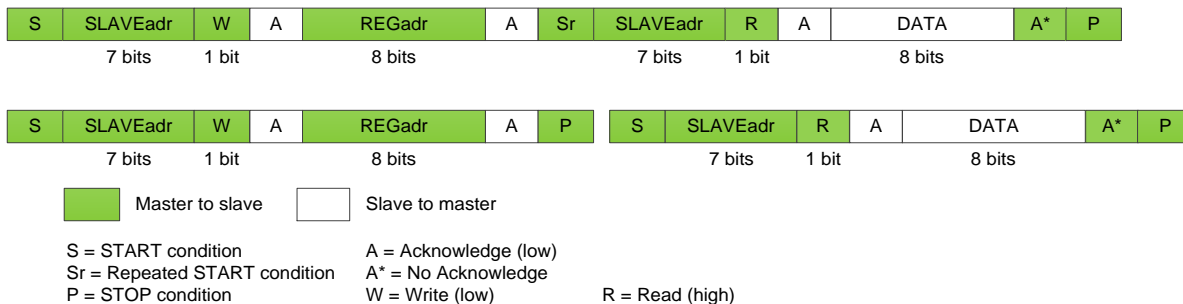 S SLAVEadr W A REGadr A Sr SLAVEadr R A DATA A* P
7 bits 1 bit 8 bits 7 bits 1 bit 8 bits
S SLAVEadr W A REGadr A P S SLAVEadr R A DATA A* P
7 bits 1 bit 8 bits 7 bits 1 bit 8 bits
Master to slave Slave to master
S = START condition A = Acknowledge (low)
Sr = Repeated START condition A* = No Acknowledge
P = STOP condition W = Write (low) R = Read (high)